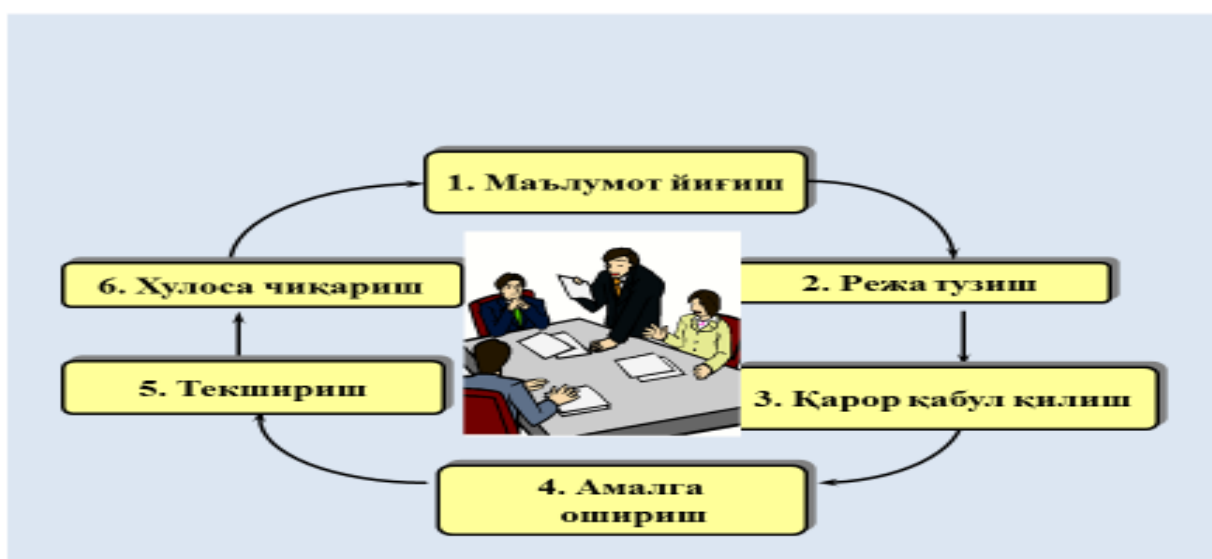 1. Маълумот йиғиш
2. Режа тузиш
3. Қарор қабул қилиш
4. Амалга
ошириш
5. Текшириш
6. Хулоса чиқариш